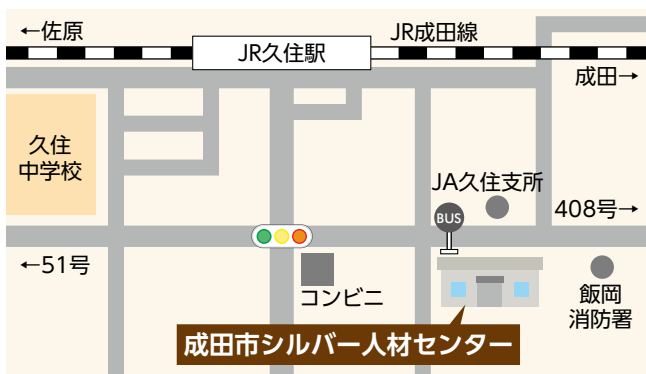 ←佐原
JR久住駅
JR成田線
成田→
久住
中学校
JA久住支所
BUS
408号→
←51号
コンビニ
飯岡
消防署
成田市シルバー人材センター